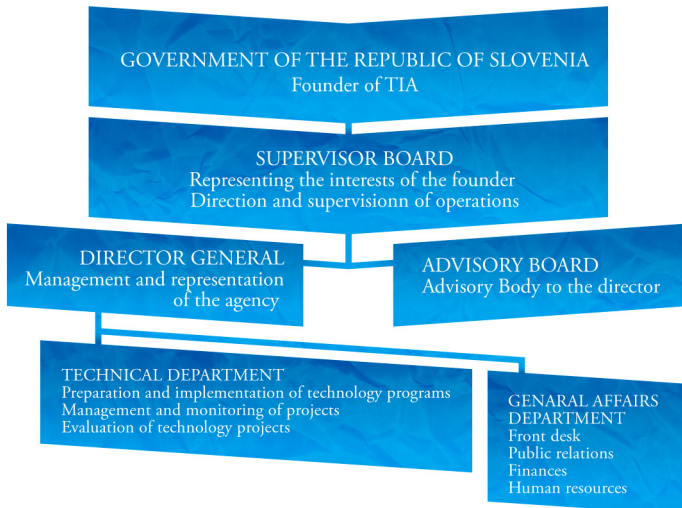 GOVERNMENT OF THE REPUBLIC OF SLOVENIA
Founder of TIA
SUPERVISOR BOARD
Representing the interests of the founder
Direction and supervisionn of operations
DIRECTOR GENERAL
Management and representation
of the agency
ADVISORY BOARD
Advisory Body to the director
TECHNICAL DEPARTMENT
Preparation and implementation of technology programs
Management and monitoring of projects
Evaluation of technology projects
GENARAL AFFAIRS
DEPARTMENT
Front desk
Public relations
Finances
Human resources